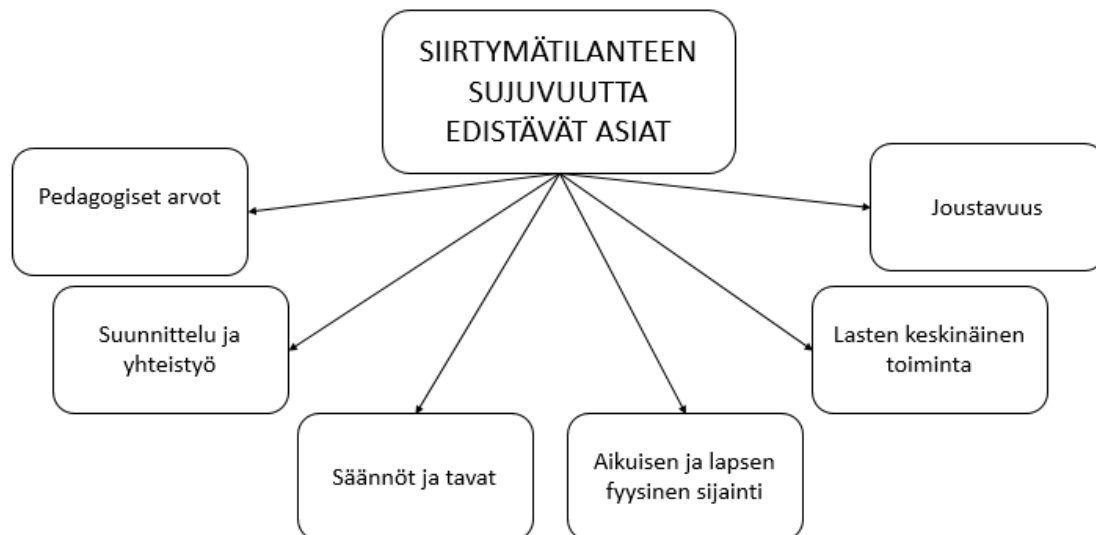 SIIRTYMÄTILANTEEN
SUJUVUUTTA
EDISTÄVÄT ASIAT
Pedagogiset arvot
Joustavuus
Suunnittelu ja
yhteistyö
Lasten keskinäinen
toiminta
Säännöt ja tavat
Aikuisen ja lapsen
fyysinen sijainti